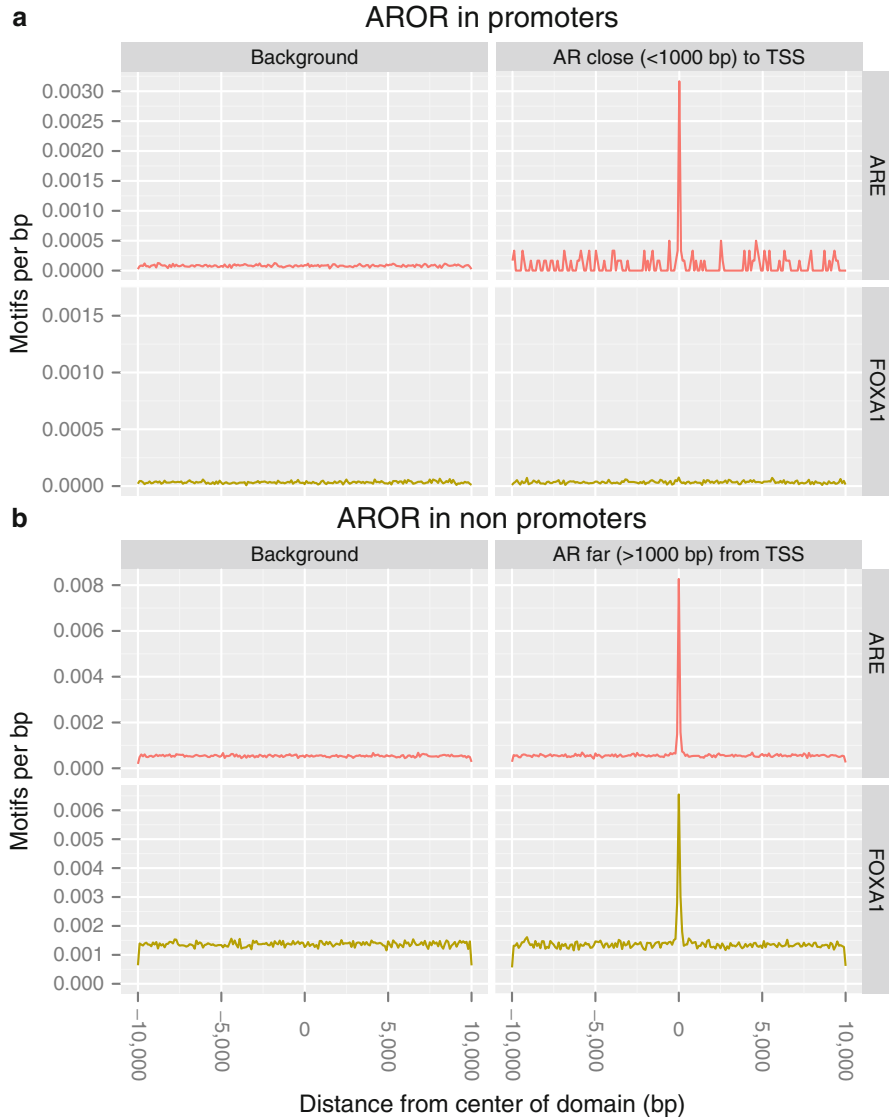 a
AROR in promoters
Background
AR close (<1000 bp) to TSS
0.0030
0.0025
0.0020
0.0015
0.0010
0.0005
0.0000
ARE
Motifs per bp
0.0015
0.0010
0.0005
0.0000
FOXA1
b
AROR in non promoters
Background
AR far (>1000 bp) from TSS
0.008
0.006
0.004
0.002
0.000
ARE
Motifs per bp
0.006
0.005
0.004
0.003
0.002
0.001
0.000
FOXA1
−10,000
−5,000
0
5,000
10,000
−10,000
−5,000
0
5,000
10,000
Distance from center of domain (bp)